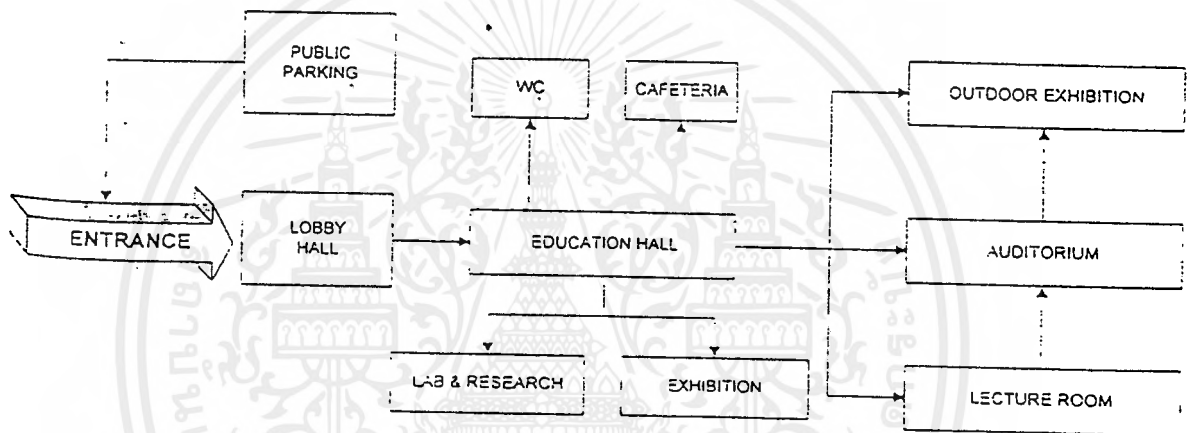 PUBLIC
PARKING
WC
CAFETERIA
OUTDOOR EXHIBITION
ENTRANCE
LOBBY
HALL
EDUCATION HALL
AUDITORIUM
LAB & RESEARCH
EXHIBITION
LECTURE ROOM